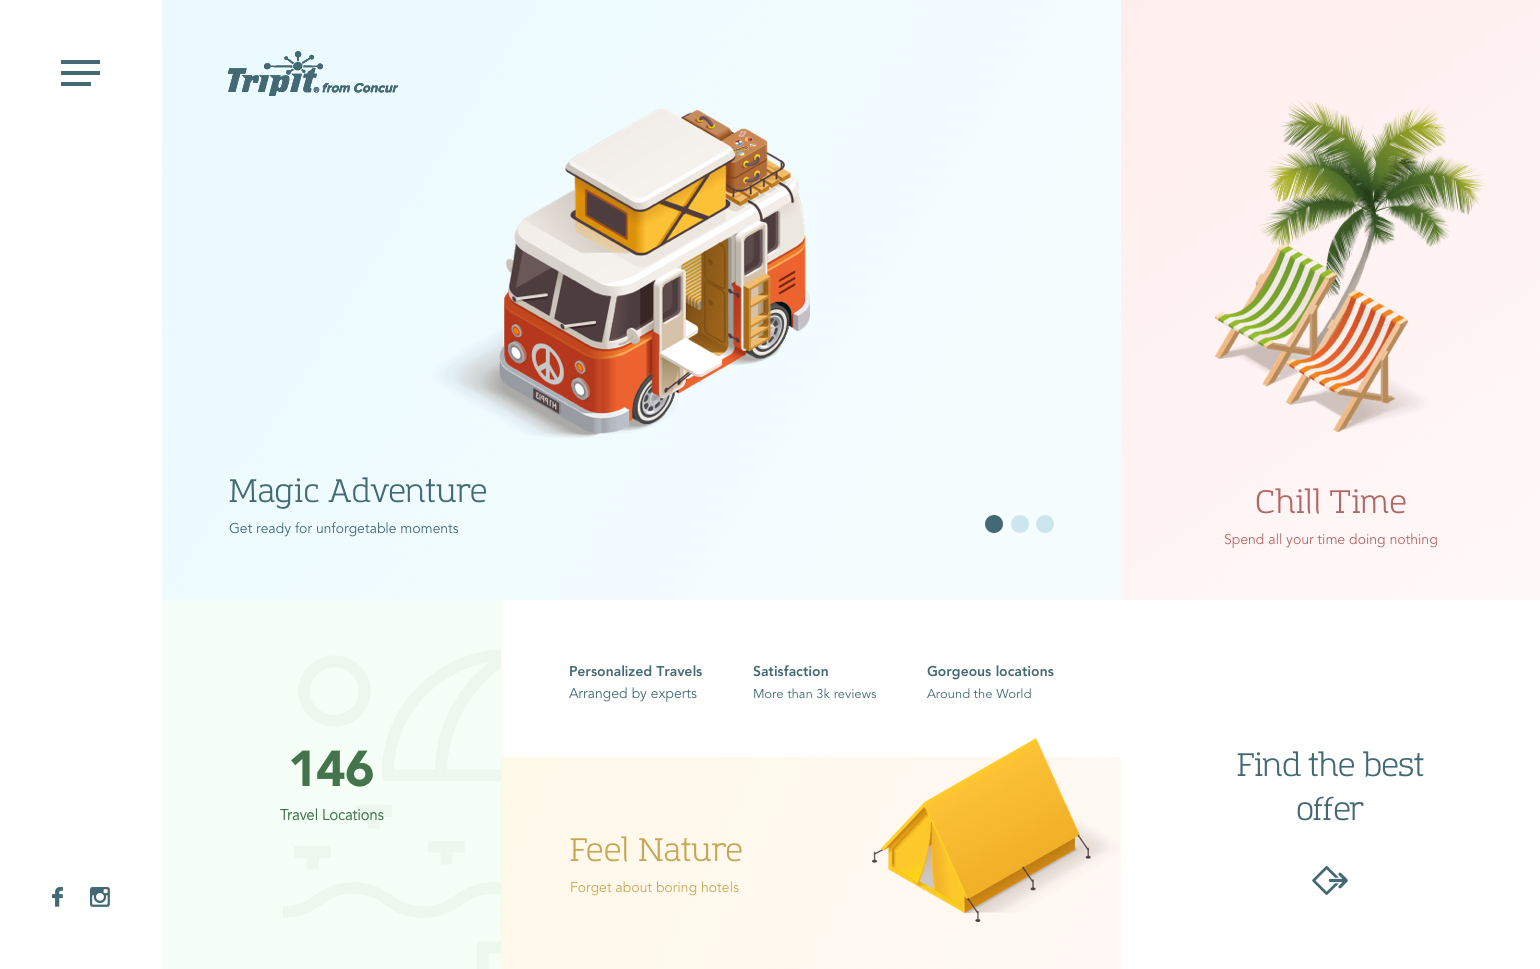 Tripit® from Concur
Magic Adventure
Get ready for unforgetable moments
Chill Time
Spend all your time doing nothing
146
Travel Locations
Personalized Travels
Arranged by experts
Satisfaction
More than 3k reviews
Gorgeous locations
Around the World
Feel Nature
Forget about boring hotels
Find the best
offer